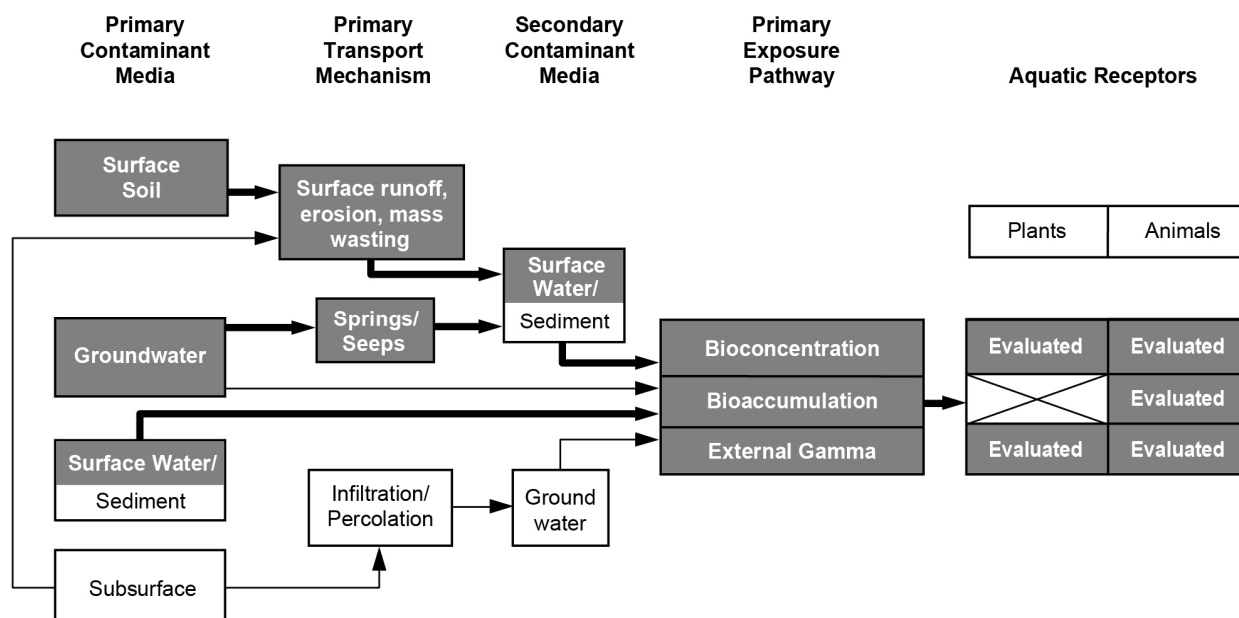 Primary
Contaminant
Media
Primary
Transport
Mechanism
Secondary
Contaminant
Media
Primary
Exposure
Pathway
Aquatic Receptors
Surface
Soil
Surface runoff,
erosion, mass
wasting
Plants
Animals
Surface
Water/
Sediment
Groundwater
Springs/
Seeps
Bioconcentration
Evaluated
Evaluated
Bioaccumulation
Evaluated
External Gamma
Evaluated
Evaluated
Surface Water/
Sediment
Infiltration/
Percolation
Ground
water
Subsurface